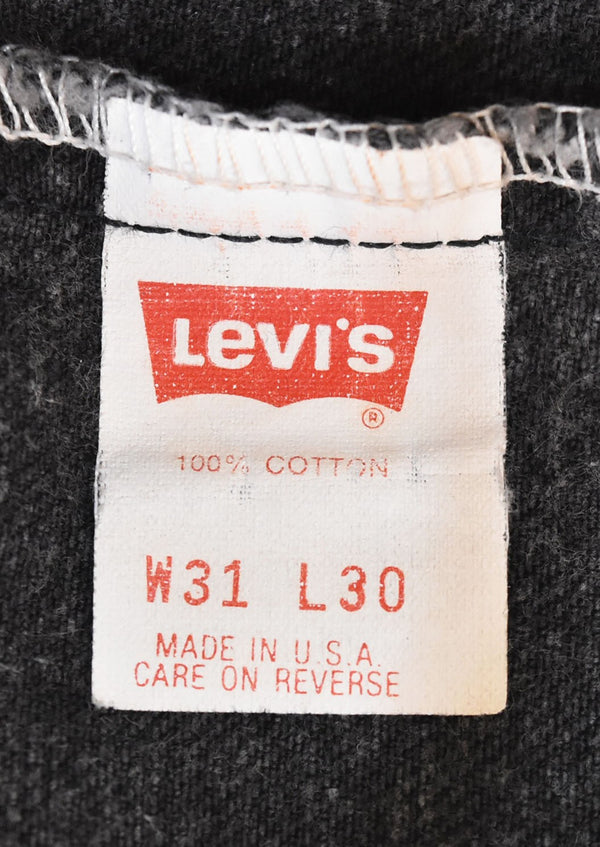 Levi's
®
100% COTTON
W31 L30
MADE IN U.S.A.
CARE ON REVERSE